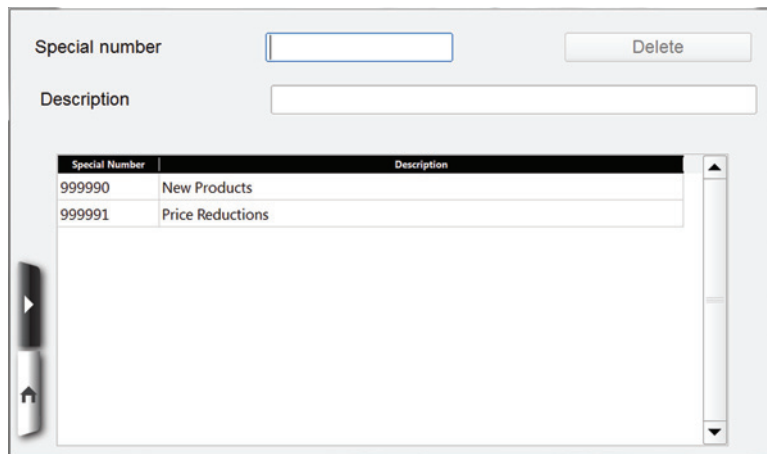 Special number Delete
Description
Special Number Description
999990 New Products
999991 Price Reductions